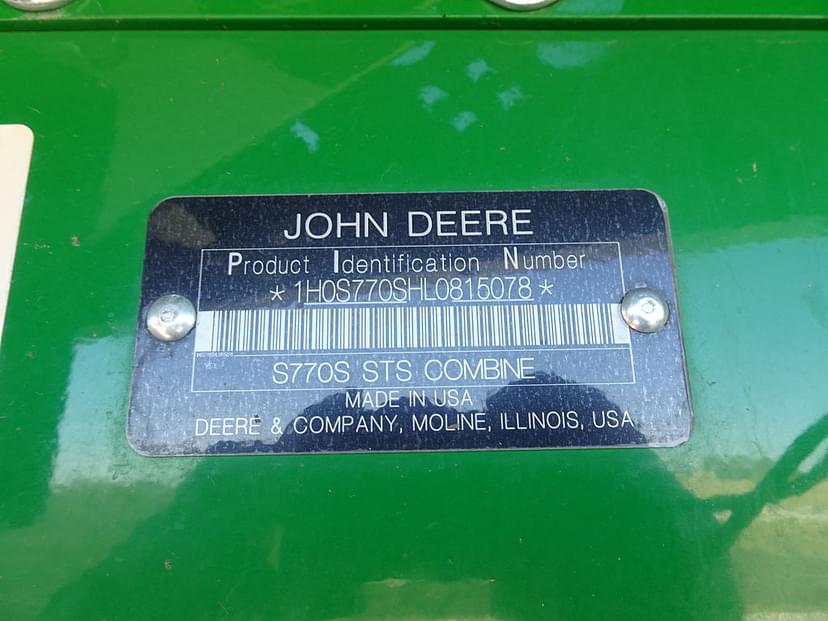 JOHN DEERE
Product Identification Number
*1H0S770SHL0815078*
S770S STS COMBINE
MADE IN USA
DEERE & COMPANY, MOLINE, ILLINOIS, USA